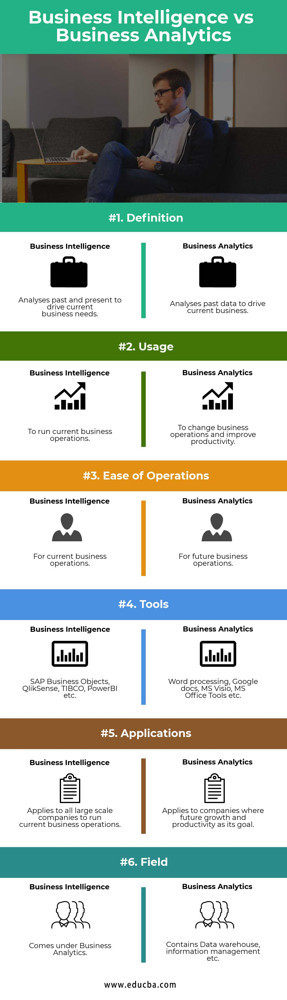 Business Intelligence vs
Business Analytics
#1. Definition
Business Intelligence
Analyses past and present to
drive current
business needs.
Business Analytics
Analyses past data to drive
current business.
#2. Usage
Business Intelligence
To run current business
operations.
Business Analytics
To change business
operations and improve
productivity.
#3. Ease of Operations
Business Intelligence
For current business
operations.
Business Analytics
For future business
operations.
#4. Tools
Business Intelligence
SAP Business Objects,
QlikSense, TIBCO, PowerBI
etc.
Business Analytics
Word processing, Google
docs, MS Visio, MS
Office Tools etc.
#5. Applications
Business Intelligence
Applies to all large scale
companies to run
current business operations.
Business Analytics
Applies to companies where
future growth and
productivity as its goal.
#6. Field
Business Intelligence
Comes under Business
Analytics.
Business Analytics
Contains Data warehouse,
information management
etc.
www.educba.com